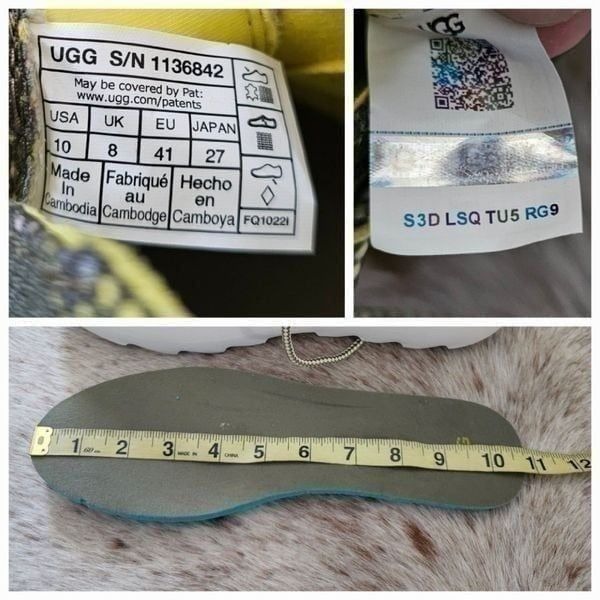 UGG S/N 1136842
May be covered by Pat:
www.ugg.com/patents
USA UK EU JAPAN
10 8 41 27
Made In Cambodia
Fabriqué au Cambodge
Hecho en Camboya
FQ1022I
UGG
S3D LSQ TU5 RG9
1 60 2 3 MADE IN 4 CHINA 5 6 7 8 9 10 11 12